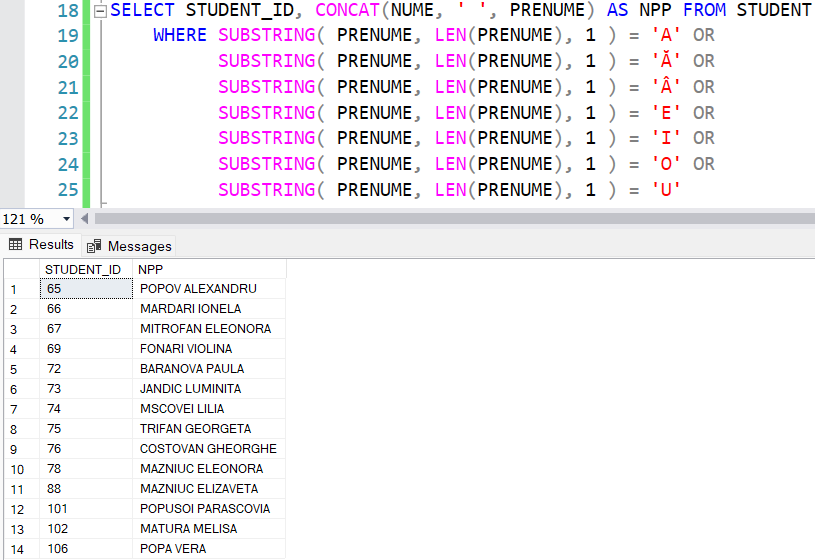 18 SELECT STUDENT_ID, CONCAT(NUME, ' ', PRENUME) AS NPP FROM STUDENT
19 WHERE SUBSTRING( PRENUME, LEN(PRENUME), 1 ) = 'A' OR
20 SUBSTRING( PRENUME, LEN(PRENUME), 1 ) = 'Ă' OR
21 SUBSTRING( PRENUME, LEN(PRENUME), 1 ) = 'Â' OR
22 SUBSTRING( PRENUME, LEN(PRENUME), 1 ) = 'E' OR
23 SUBSTRING( PRENUME, LEN(PRENUME), 1 ) = 'I' OR
24 SUBSTRING( PRENUME, LEN(PRENUME), 1 ) = 'O' OR
25 SUBSTRING( PRENUME, LEN(PRENUME), 1 ) = 'U'
121 %
Results Messages
STUDENT_ID NPP
1 65 POPOV ALEXANDRU
2 66 MARDARI IONELA
3 67 MITROFAN ELEONORA
4 69 FONARI VIOLINA
5 72 BARANOVA PAULA
6 73 JANDIC LUMINITA
7 74 MSCOVEI LILIA
8 75 TRIFAN GEORGETA
9 76 COSTOVAN GHEORGHE
10 78 MAZNIUC ELEONORA
11 88 MAZNIUC ELIZAVETA
12 101 POPUSOI PARASCOVIA
13 102 MATURA MELISA
14 106 POPA VERA